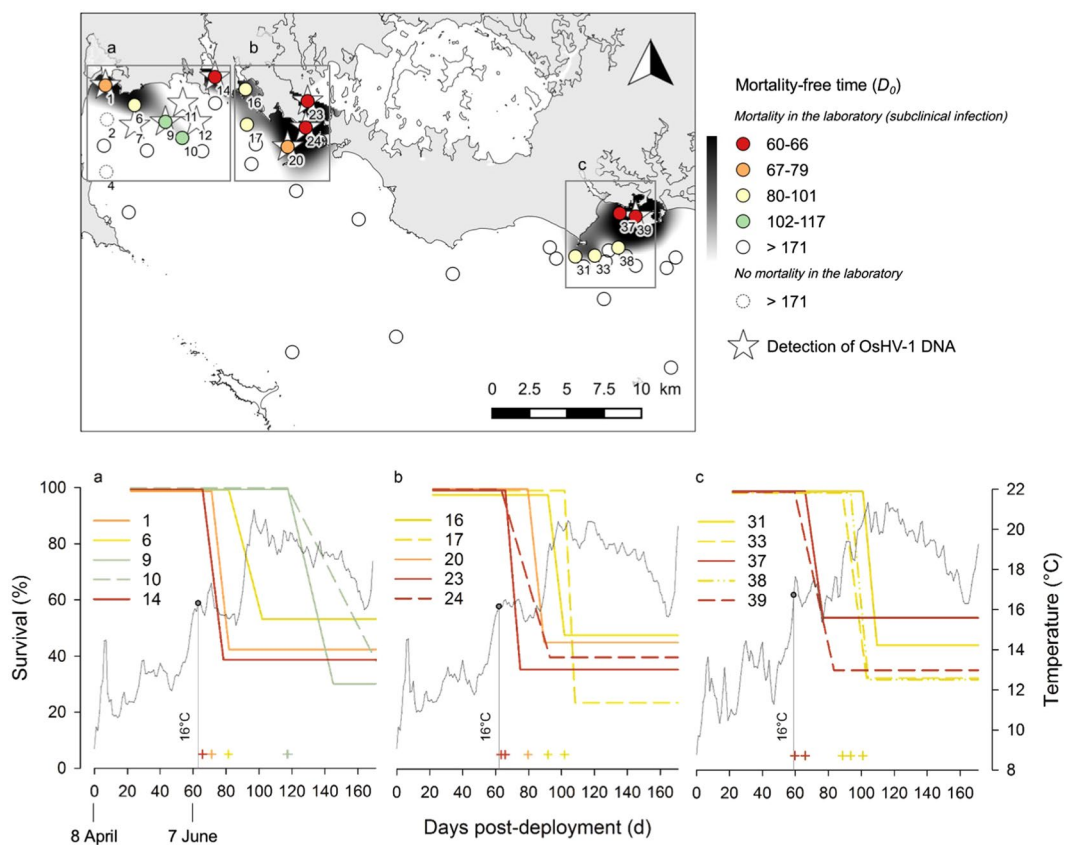 a
b
c
1
2
4
6
7
9
10
11
12
14
16
17
20
23
24
31
33
37
38
39
0 2.5 5 7.5 10 km
Mortality-free time (D0)
Mortality in the laboratory (subclinical infection)
60-66
67-79
80-101
102-117
> 171
No mortality in the laboratory
> 171
Detection of OsHV-1 DNA
a
1
6
9
10
14
16°C
b
16
17
20
23
24
16°C
c
31
33
37
38
39
16°C
Survival (%)
100
80
60
40
20
0
Temperature (°C)
22
20
18
16
14
12
10
8
0 20 40 60 80 100 120 140 160
0 20 40 60 80 100 120 140 160
0 20 40 60 80 100 120 140 160
8 April
7 June
Days post-deployment (d)